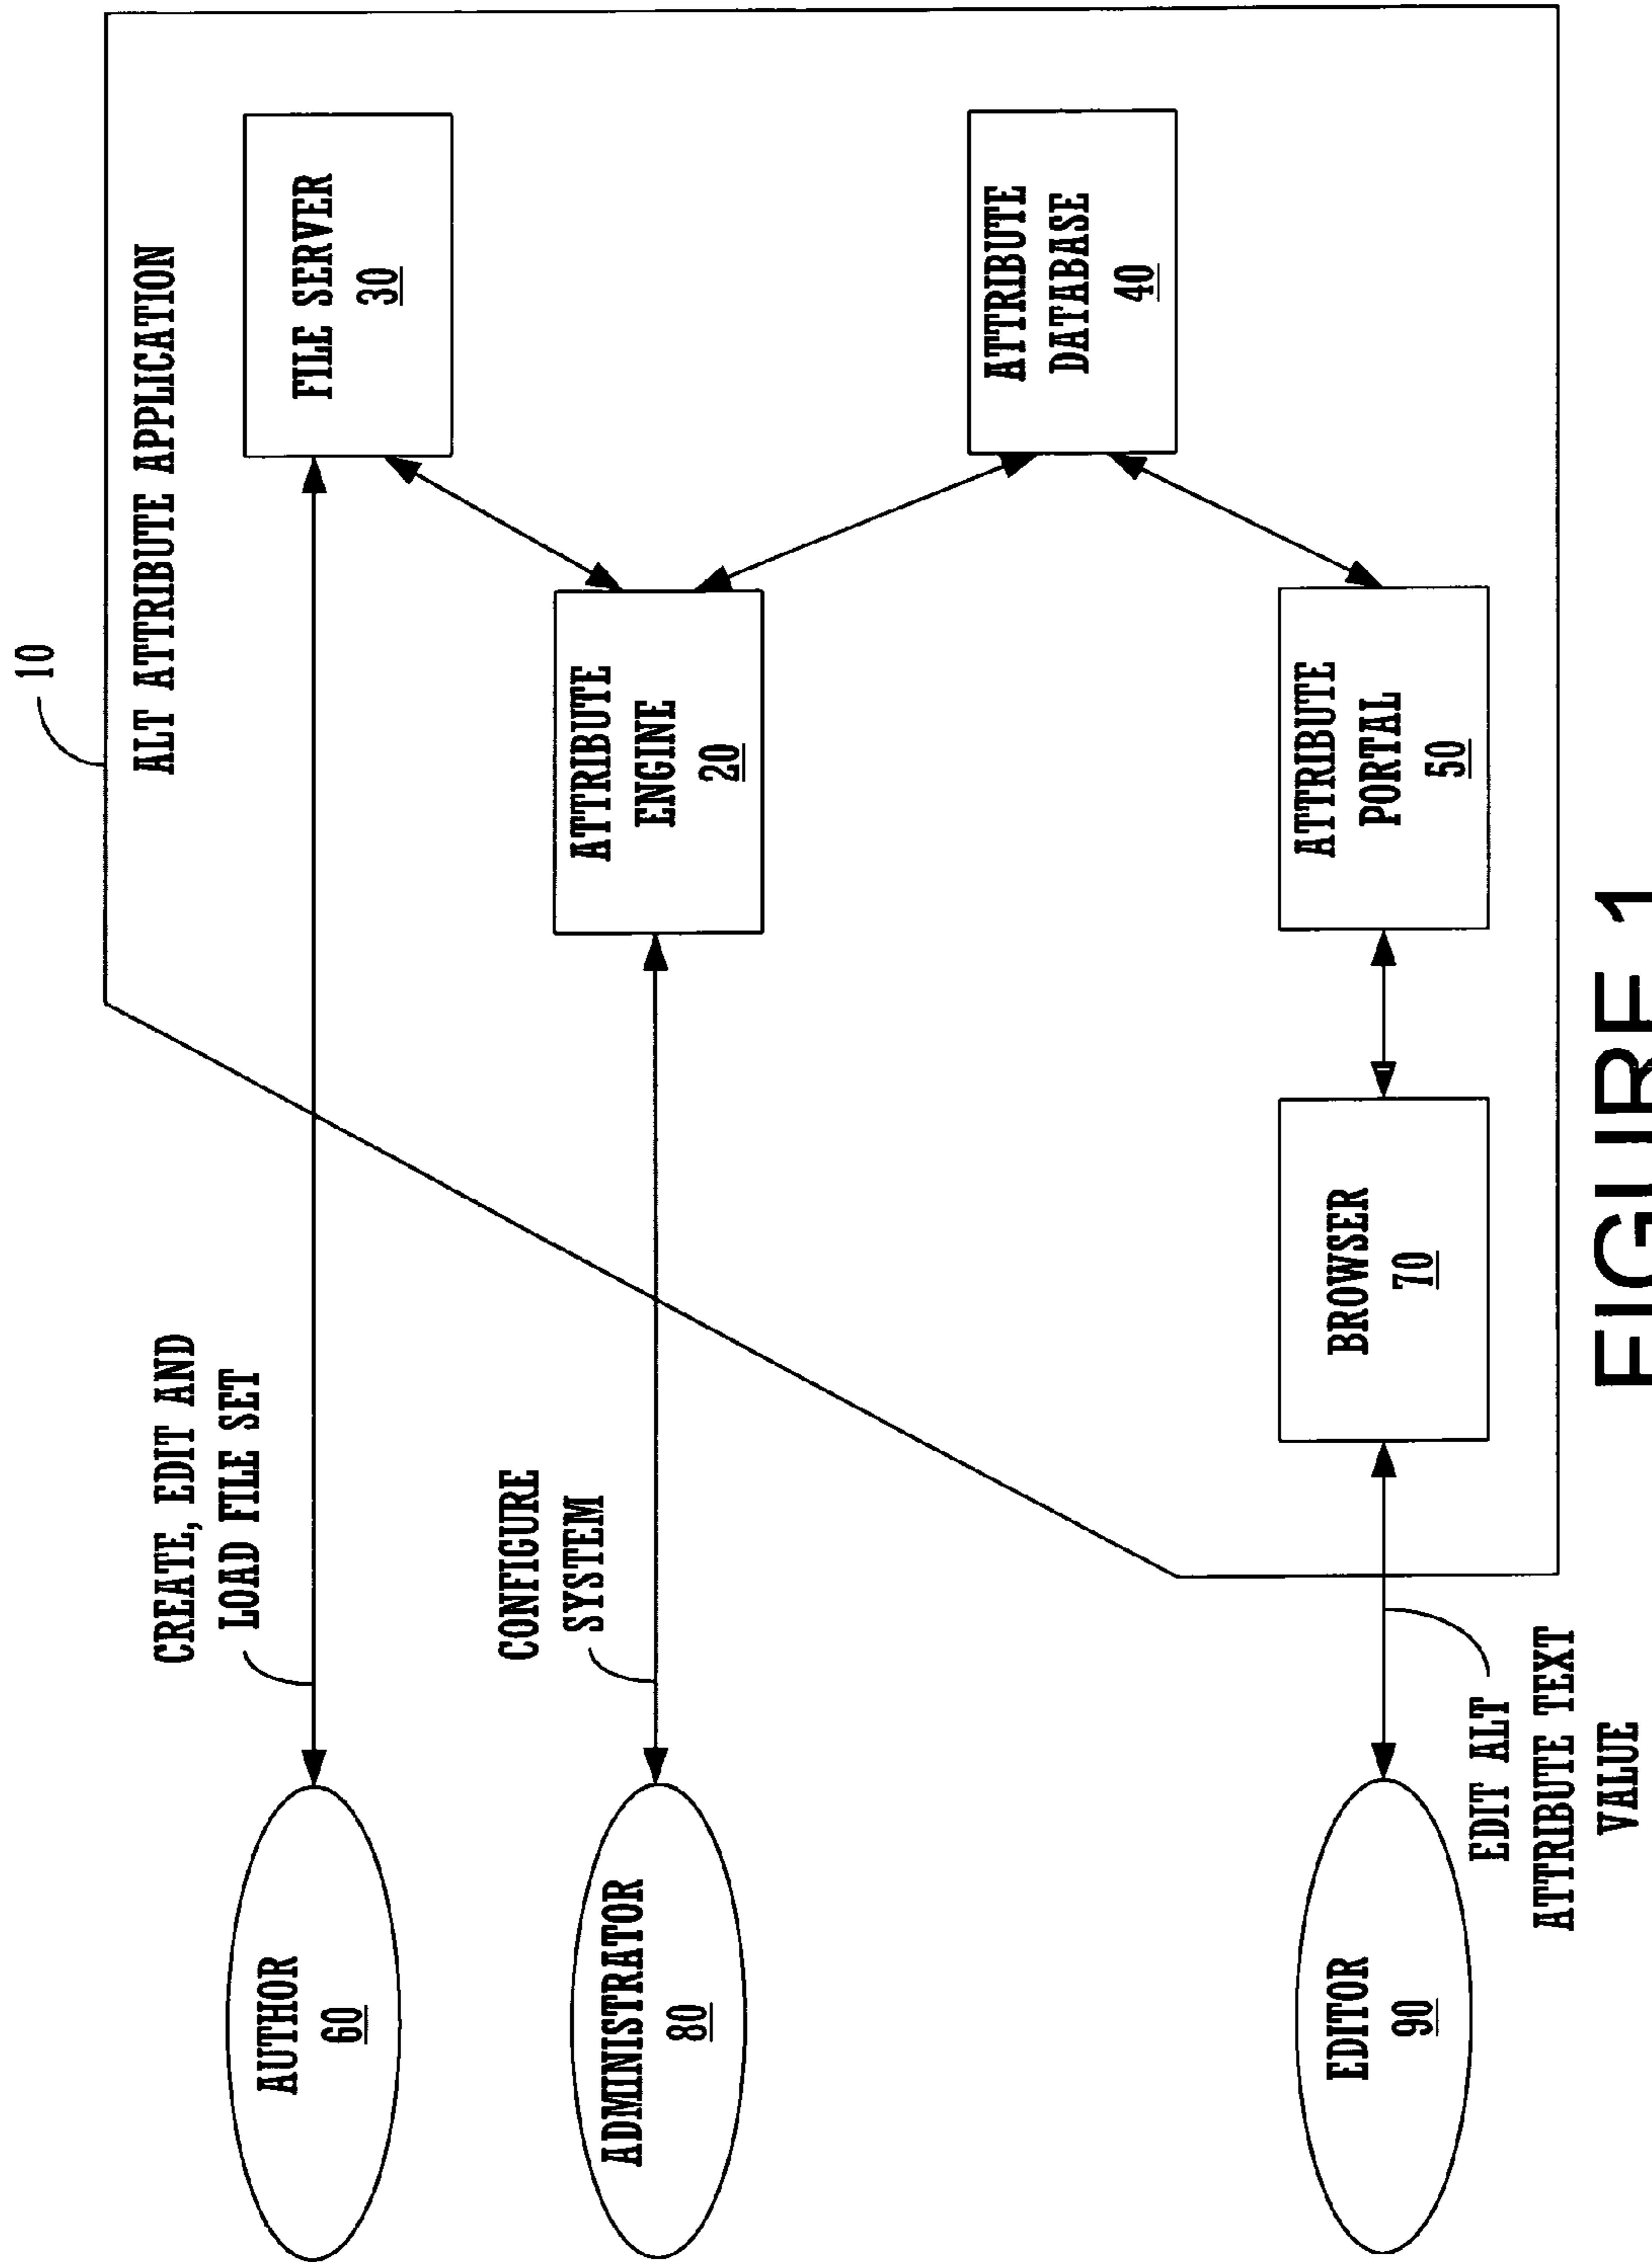 10
ALT ATTRIBUTE APPLICATION
CREATE, EDIT AND
LOAD FILE SET
AUTHOR
60
FILE SERVER
30
CONFIGURE
SYSTEM
ADMINISTRATOR
80
ATTRIBUTE
ENGINE
20
ATTRIBUTE
DATABASE
40
EDITOR
90
BROWSER
70
ATTRIBUTE
PORTAL
50
EDIT ALT
ATTRIBUTE TEXT
VALUE
FIGURE 1